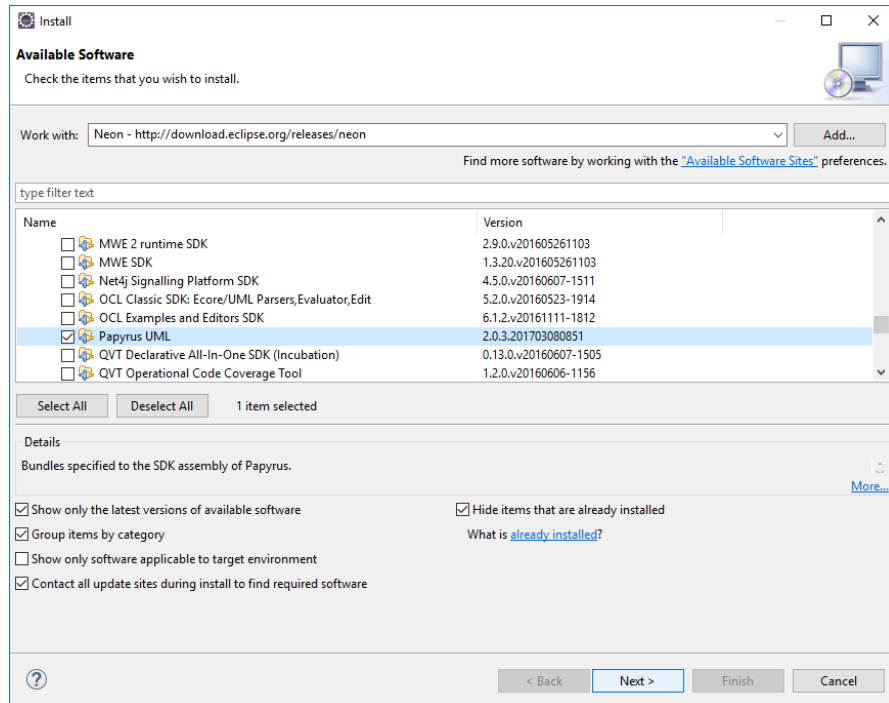 Install
Available Software
Check the items that you wish to install.
Work with: Neon - http://download.eclipse.org/releases/neon Add...
Find more software by working with the "Available Software Sites" preferences.
type filter text
Name Version
MWE 2 runtime SDK 2.9.0.v201605261103
MWE SDK 1.3.20.v201605261103
Net4j Signalling Platform SDK 4.5.0.v20160607-1511
OCL Classic SDK: Ecore/UML Parsers,Evaluator,Edit 5.2.0.v20160523-1914
OCL Examples and Editors SDK 6.1.2.v20161111-1812
Papyrus UML 2.0.3.201703080851
QVT Declarative All-In-One SDK (Incubation) 0.13.0.v20160607-1505
QVT Operational Code Coverage Tool 1.2.0.v20160606-1156
Select All Deselect All 1 item selected
Details
Bundles specified to the SDK assembly of Papyrus.
More...
Show only the latest versions of available software Hide items that are already installed
Group items by category What is already installed?
Show only software applicable to target environment
Contact all update sites during install to find required software
? < Back Next > Finish Cancel